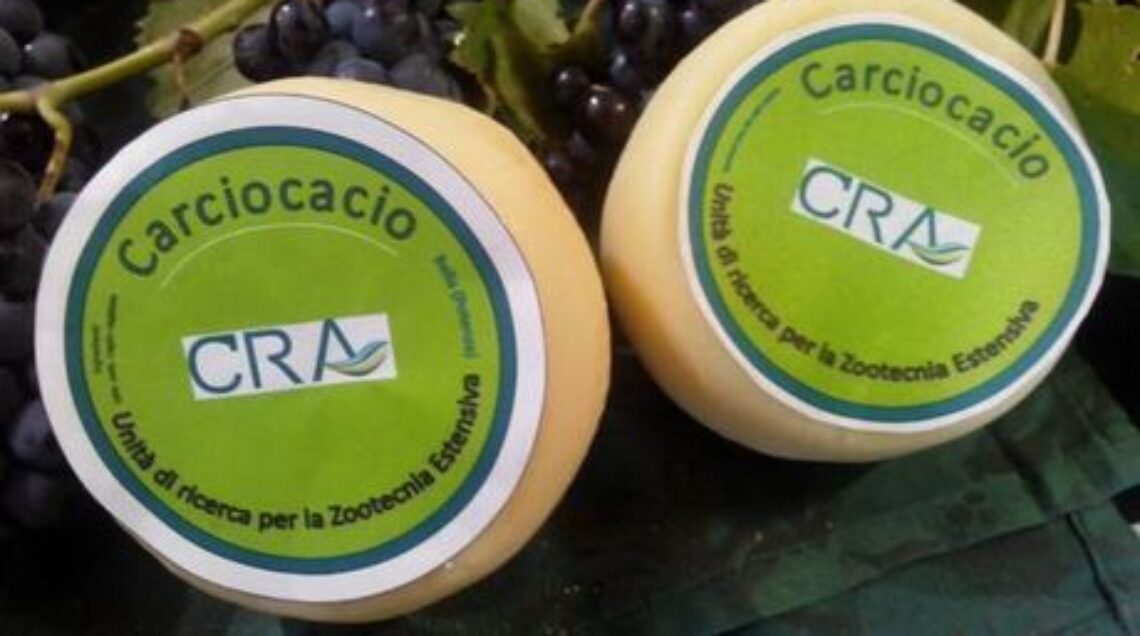 Carciocacio
CRA
Unità di ricerca per la Zootecnia Estensiva
Carciocacio
CRA
Unità di ricerca per la Zootecnia Estensiva